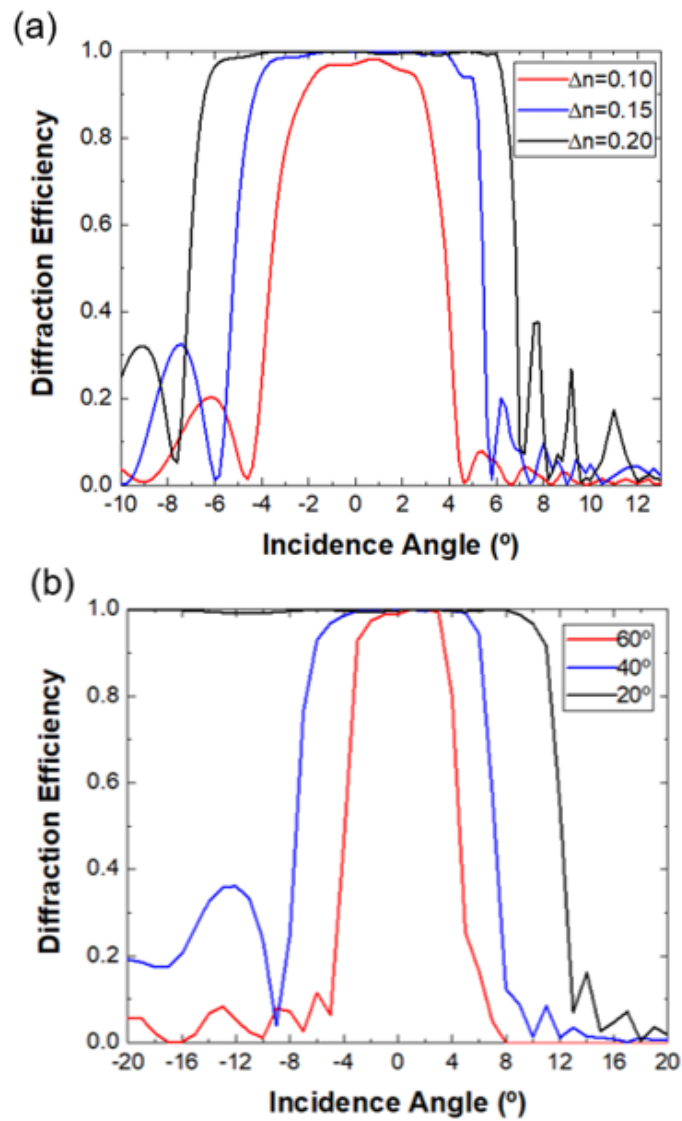 (a)
1.0
0.8
0.6
0.4
0.2
0.0
Diffraction Efficiency
Δn=0.10
Δn=0.15
Δn=0.20
-10 -8 -6 -4 -2 0 2 4 6 8 10 12
Incidence Angle (º)
(b)
1.0
0.8
0.6
0.4
0.2
0.0
Diffraction Efficiency
60º
40º
20º
-20 -16 -12 -8 -4 0 4 8 12 16 20
Incidence Angle (º)